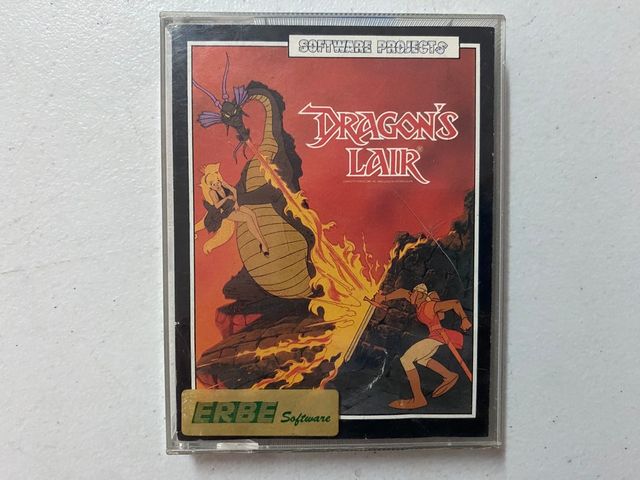 SOFTWARE PROJECTS
DRAGON'S
LAIR
ERBE Software